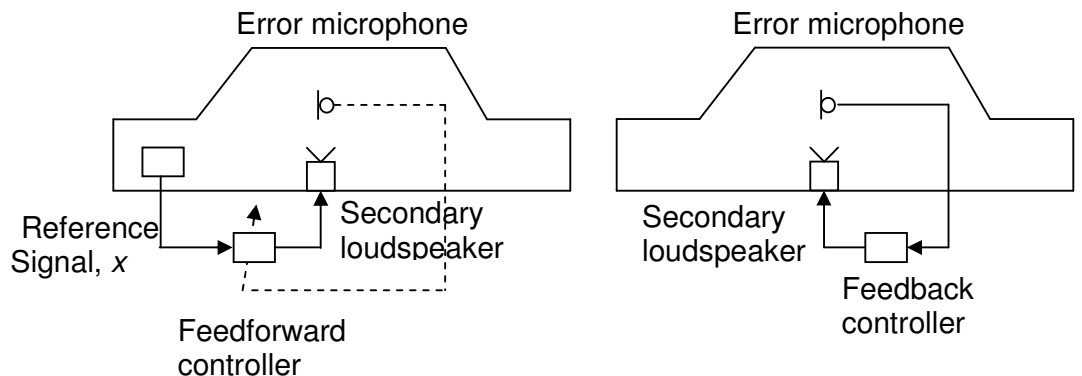 Error microphone
Reference
Signal, x
Secondary
loudspeaker
Feedforward
controller
Error microphone
Secondary
loudspeaker
Feedback
controller